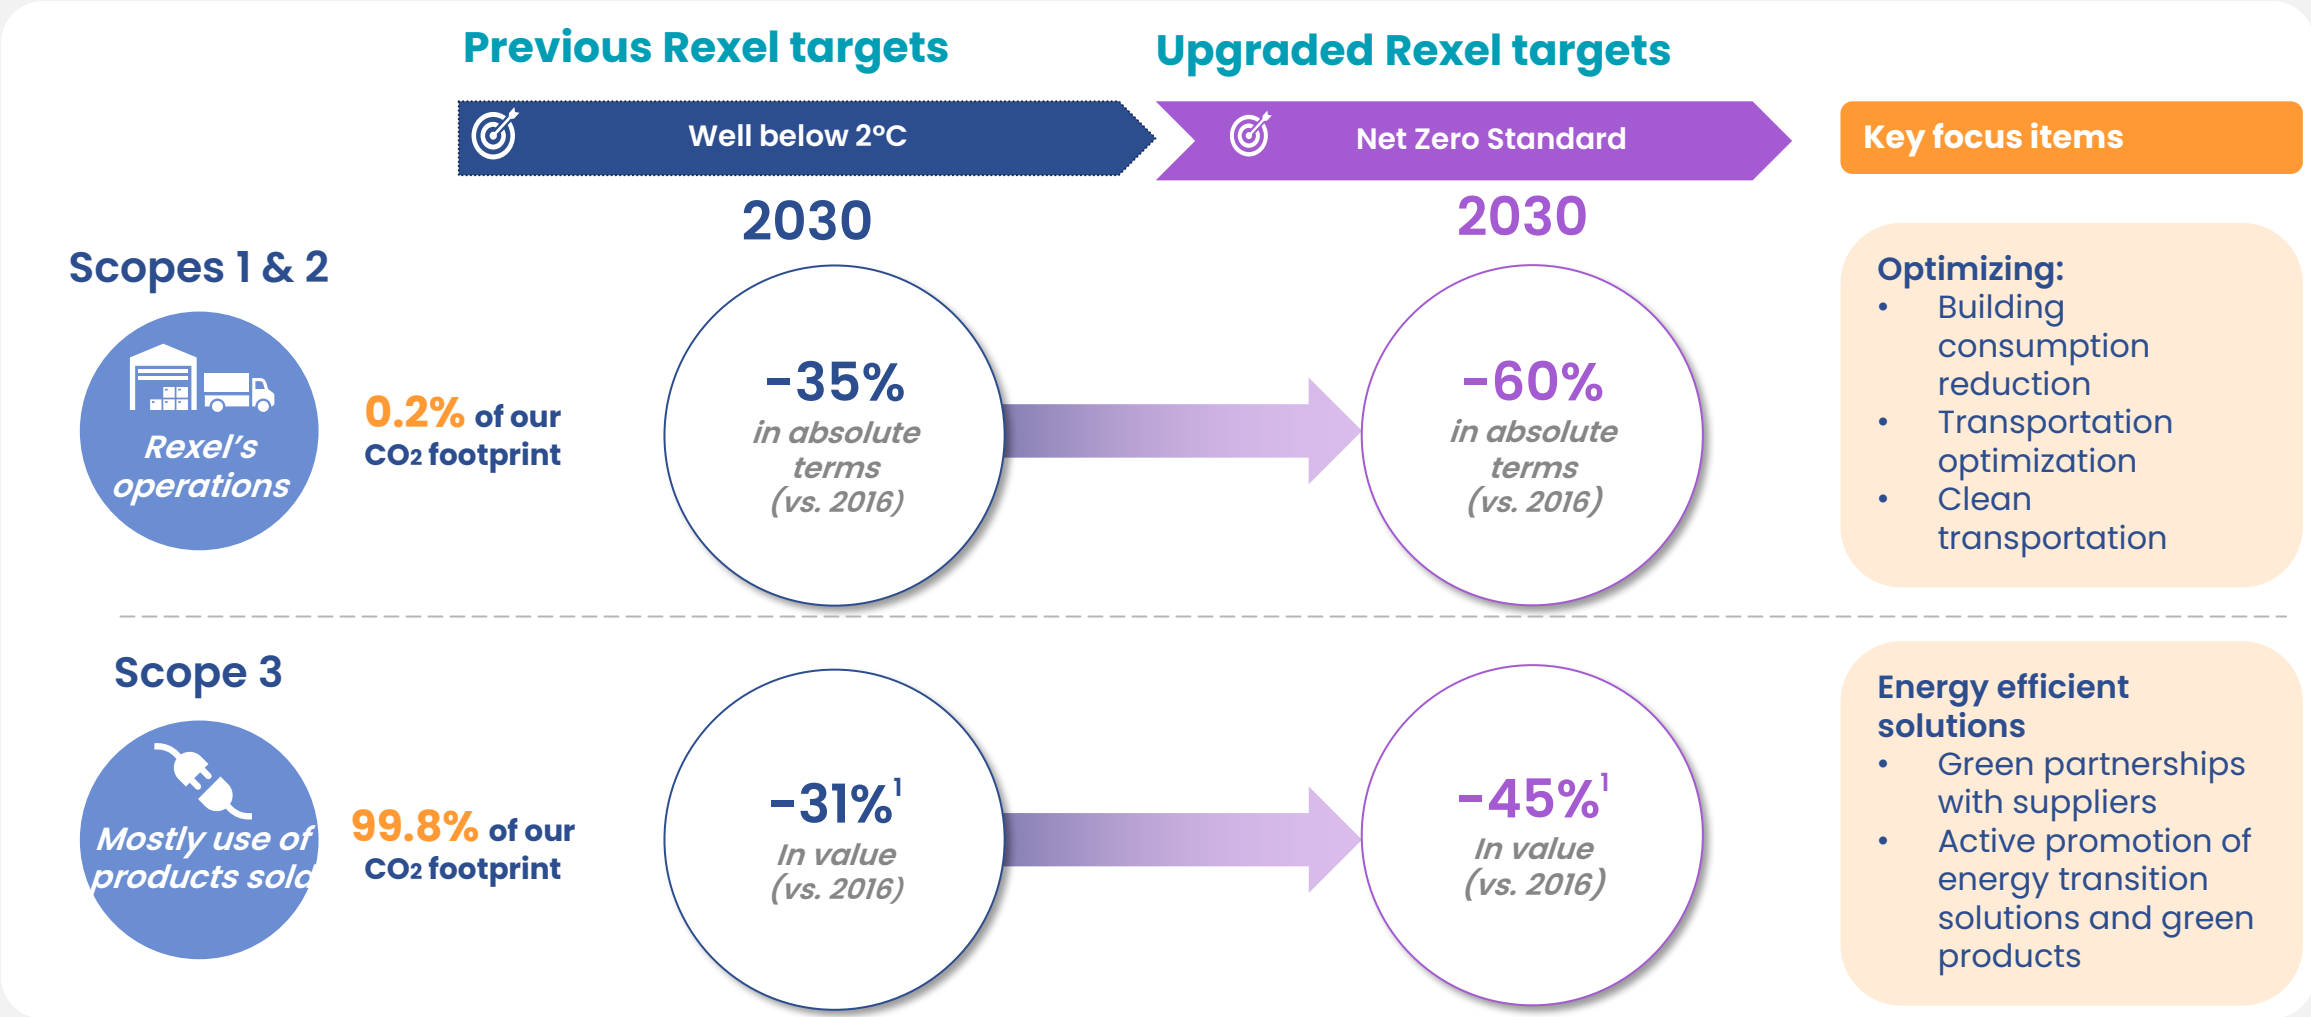 Previous Rexel targets
Upgraded Rexel targets
Well below 2°C
Net Zero Standard
Key focus items
2030
2030
Scopes 1 & 2
Rexel's
operations
0.2% of our
CO2 footprint
-35%
in absolute
terms
(vs. 2016)
-60%
in absolute
terms
(vs. 2016)
Optimizing:
• Building
consumption
reduction
• Transportation
optimization
• Clean
transportation
Scope 3
Mostly use of
products sold
99.8% of our
CO2 footprint
-31%¹
In value
(vs. 2016)
-45%¹
In value
(vs. 2016)
Energy efficient
solutions
• Green partnerships
with suppliers
• Active promotion of
energy transition
solutions and green
products